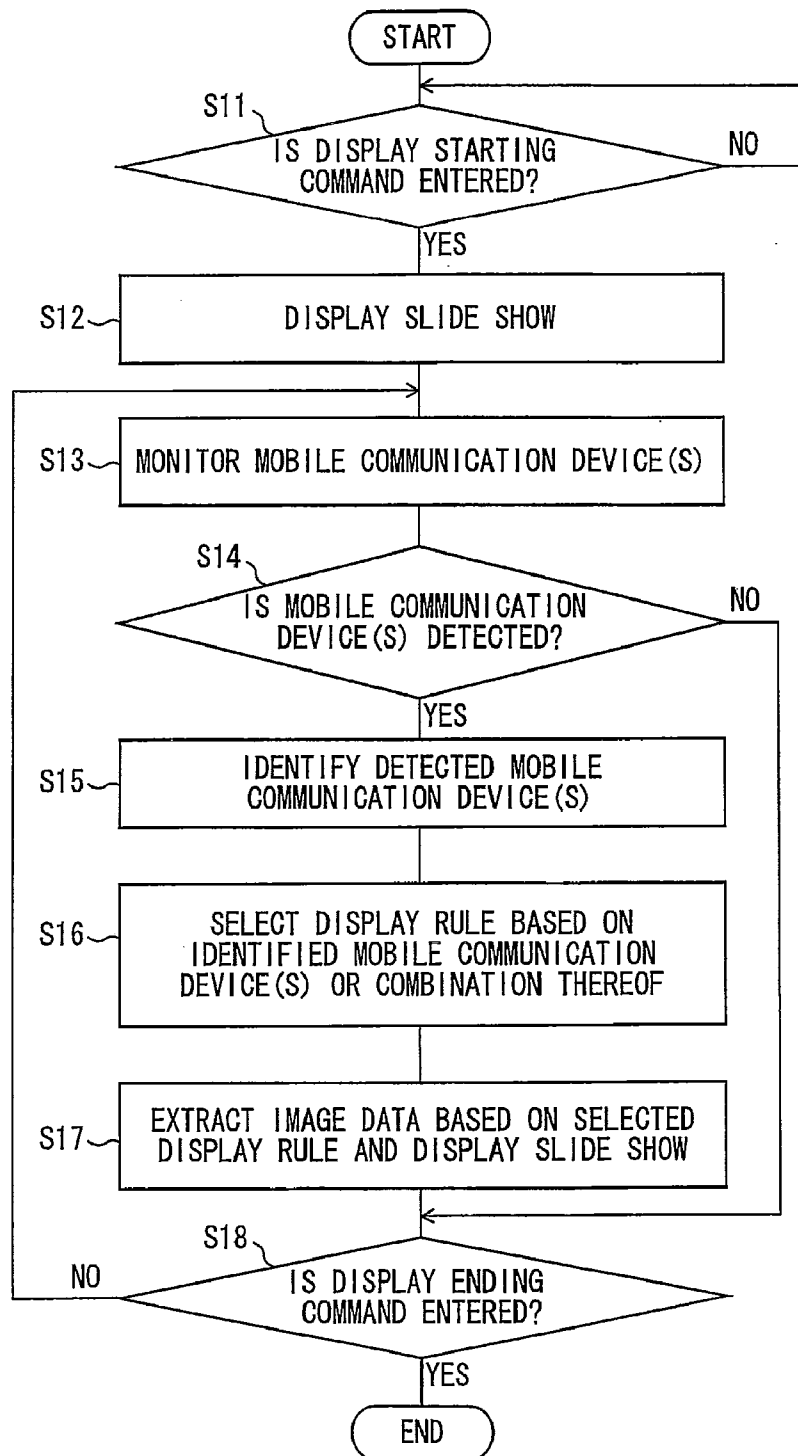 START
S11
IS DISPLAY STARTING
COMMAND ENTERED?
NO
YES
S12
DISPLAY SLIDE SHOW
S13
MONITOR MOBILE COMMUNICATION DEVICE(S)
S14
IS MOBILE COMMUNICATION
DEVICE(S) DETECTED?
NO
YES
S15
IDENTIFY DETECTED MOBILE
COMMUNICATION DEVICE(S)
S16
SELECT DISPLAY RULE BASED ON
IDENTIFIED MOBILE COMMUNICATION
DEVICE(S) OR COMBINATION THEREOF
S17
EXTRACT IMAGE DATA BASED ON SELECTED
DISPLAY RULE AND DISPLAY SLIDE SHOW
S18
NO
IS DISPLAY ENDING
COMMAND ENTERED?
YES
END